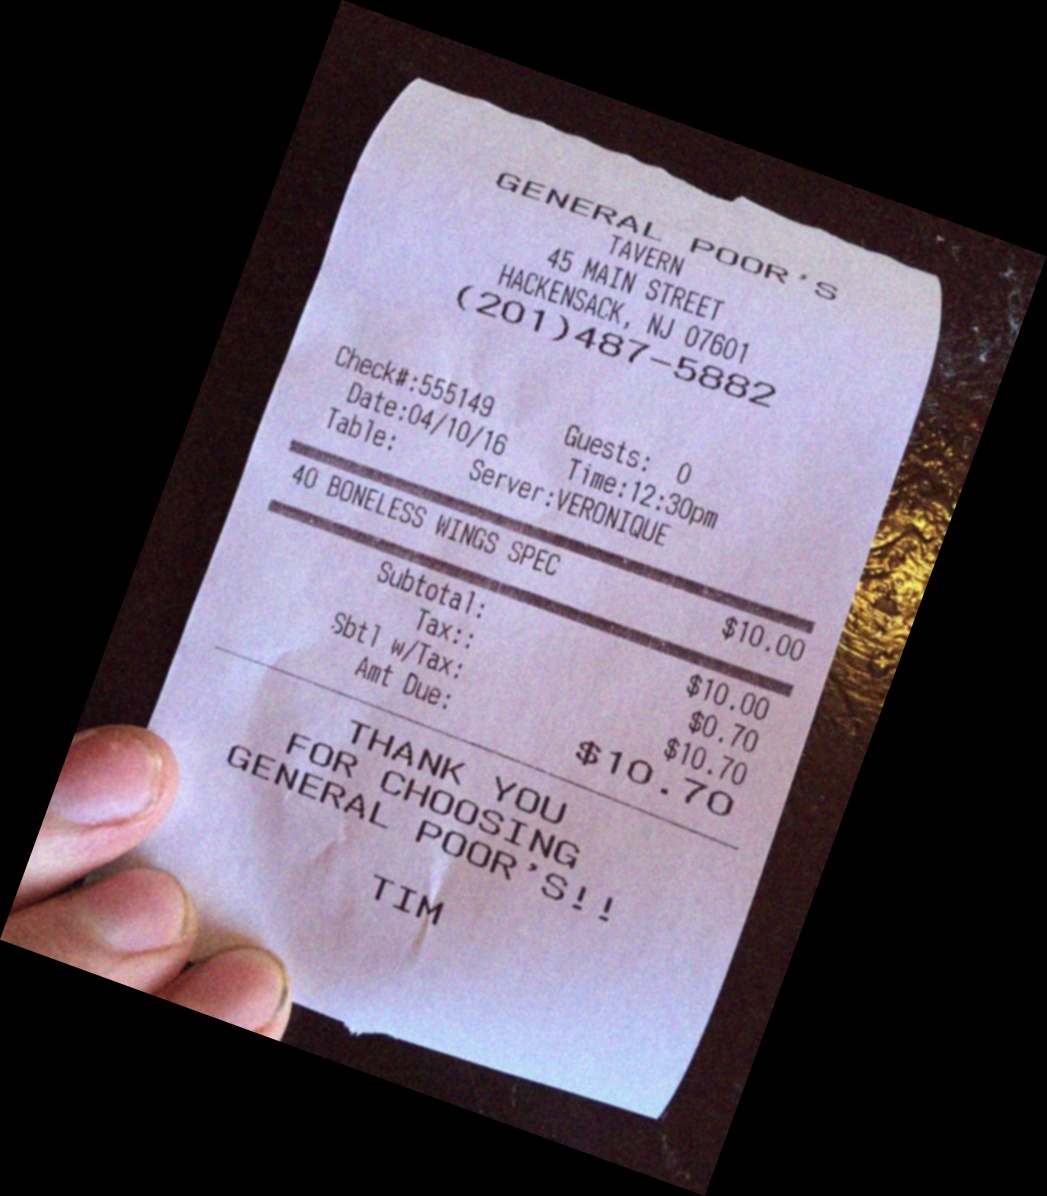 GENERAL POOR'S
TAVERN
45 MAIN STREET
HACKENSACK, NJ 07601
(201)487-5882
Check#:555149 Guests: 0
Date:04/10/16 Time:12:30pm
Table: Server:VERONIQUE
40 BONELESS WINGS SPEC $10.00
Subtotal: $10.00
Tax:: $0.70
Sbtl w/Tax: $10.70
Amt Due: $10.70
THANK YOU
FOR CHOOSING
GENERAL POOR'S!!
TIM